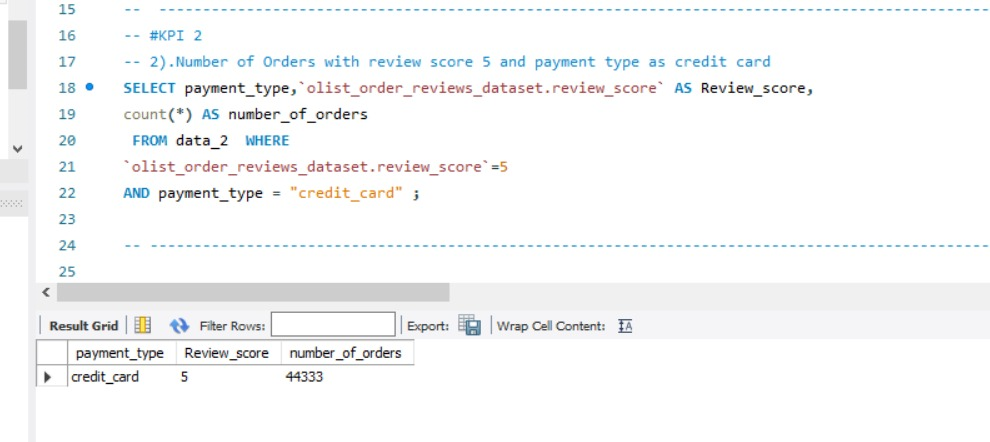 15 -- ---------------------------------------------------------------------------------------------
16 -- #KPI 2
17 -- 2).Number of Orders with review score 5 and payment type as credit card
18 SELECT payment_type,`olist_order_reviews_dataset.review_score` AS Review_score,
19 count(*) AS number_of_orders
20 FROM data_2 WHERE
21 `olist_order_reviews_dataset.review_score`=5
22 AND payment_type = "credit_card" ;
23
24 -- ----------------------------------------------------------------------------------------------
25
Result Grid Filter Rows: Export: Wrap Cell Content:
payment_type Review_score number_of_orders
credit_card 5 44333